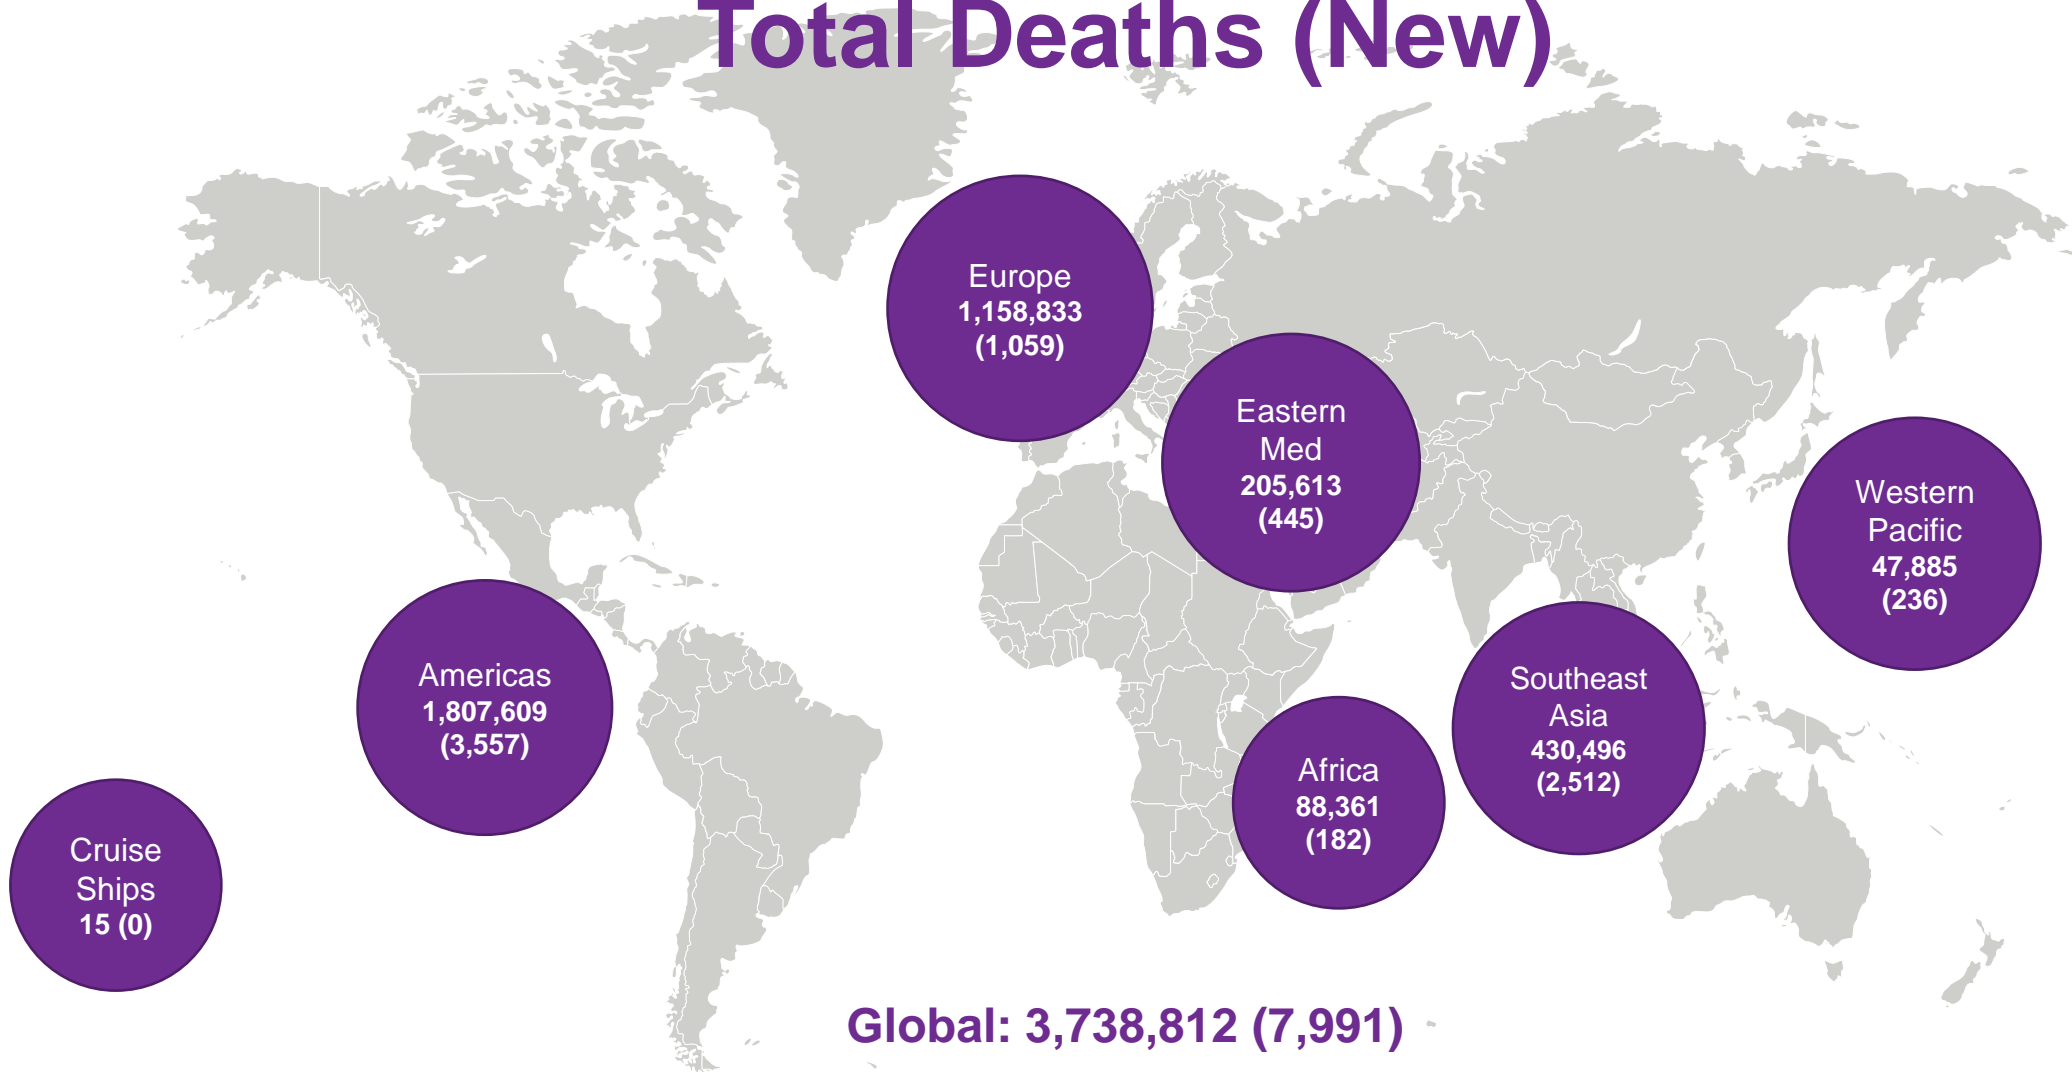 Total Deaths (New)
Europe
1,158,833
(1,059)
Eastern
Med
205,613
(445)
Western
Pacific
47,885
(236)
Americas
1,807,609
(3,557)
Southeast
Asia
430,496
(2,512)
Africa
88,361
(182)
Cruise
Ships
15 (0)
Global: 3,738,812 (7,991)